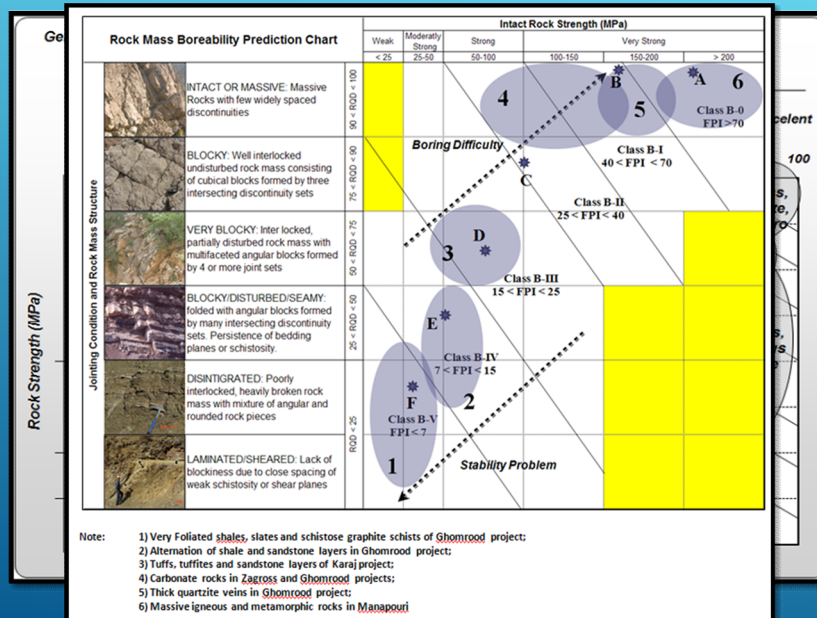 Ge
Rock Strength (MPa)
Rock Mass Boreability Prediction Chart
Intact Rock Strength (MPa)
Weak
Moderately
Strong
Strong
Very Strong
< 25
25-50
50-100
100-150
150-200
> 200
Jointing Condition and Rock Mass Structure
INTACT OR MASSIVE: Massive
Rocks with few widely spaced
discontinuities
90 < RQD < 100
BLOCKY: Well interlocked
undisturbed rock mass consisting
of cubical blocks formed by three
intersecting discontinuity sets
75 < RQD < 90
VERY BLOCKY: Inter locked,
partially disturbed rock mass with
multifaceted angular blocks formed
by 4 or more joint sets
50 < RQD < 75
BLOCKY/DISTURBED/SEAMY:
folded with angular blocks formed
by many intersecting discontinuity
sets. Persistence of bedding
planes or schistosity.
25 < RQD < 50
DISINTIGRATED: Poorly
interlocked, heavily broken rock
mass with mixture of angular and
rounded rock pieces
RQD < 25
LAMINATED/SHEARED: Lack of
blockiness due to close spacing of
weak schistosity or shear planes
4
B
5
A
6
Class B-0
FPI >70
Boring Difficulty
Class B-I
40 < FPI < 70
C
Class B-II
25 < FPI < 40
D
3
Class B-III
15 < FPI < 25
E
Class B-IV
7 < FPI < 15
2
F
Class B-V
FPI < 7
1
Stability Problem
Note:
1) Very Foliated shales, slates and schistose graphite schists of Ghomrood project;
2) Alternation of shale and sandstone layers in Ghomrood project;
3) Tuffs, tuffites and sandstone layers of Karaj project;
4) Carbonate rocks in Zagross and Ghomrood projects;
5) Thick quartzite veins in Ghomrood project;
6) Massive igneous and metamorphic rocks in Manapouri
celent
100